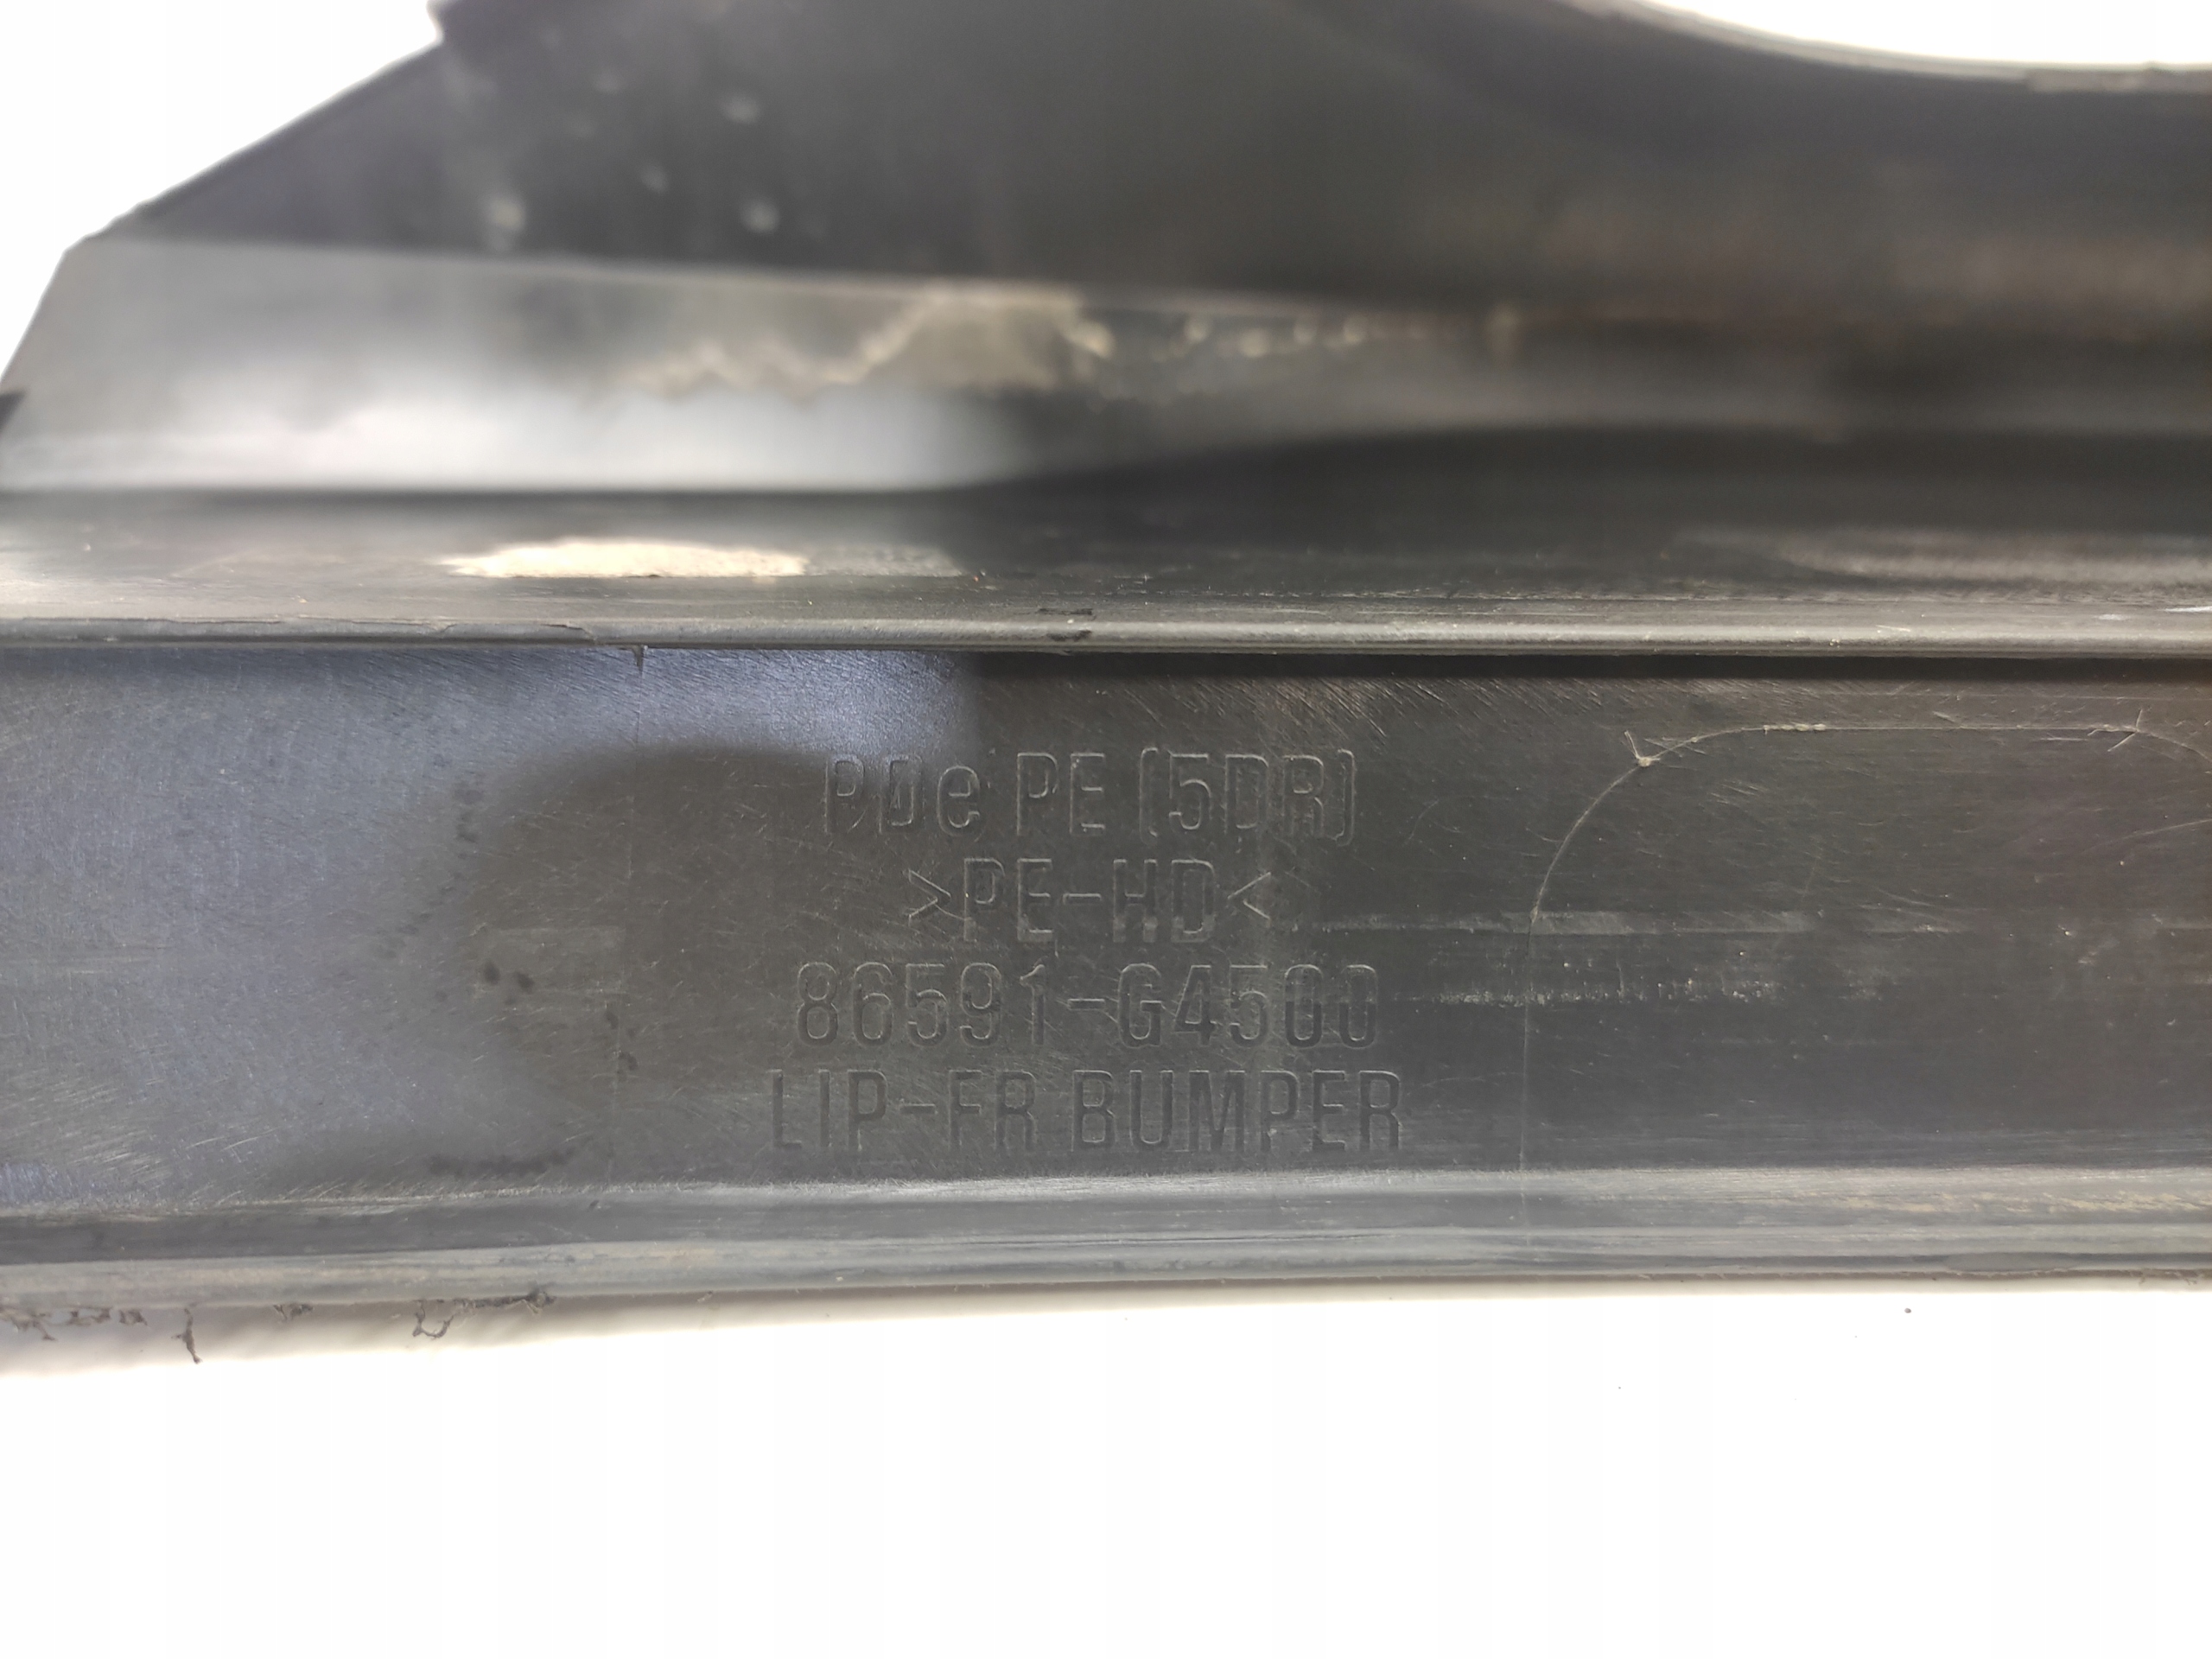 PDe PE (5DR)
>PE-HD<
86591-G4500
LIP-FR BUMPER